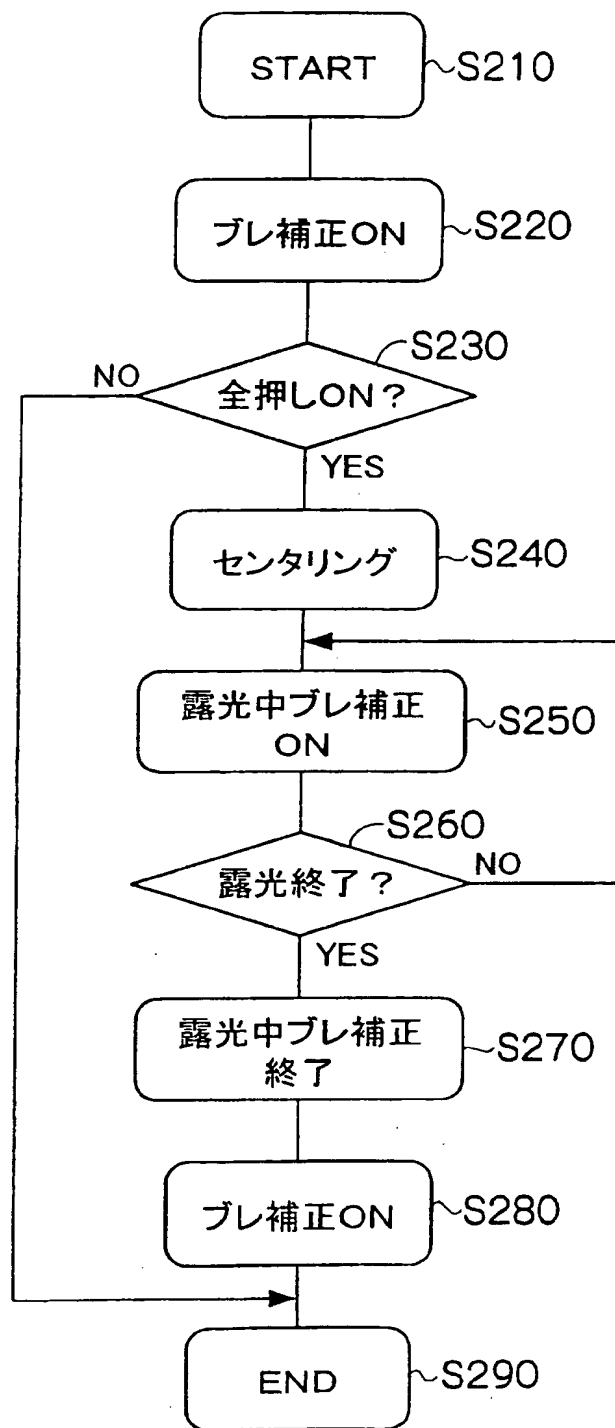 START
S210
ブレ補正ON
S220
S230
全押しON?
NO
YES
センタリング
S240
露光中ブレ補正
ON
S250
S260
露光終了?
NO
YES
露光中ブレ補正
終了
S270
ブレ補正ON
S280
END
S290